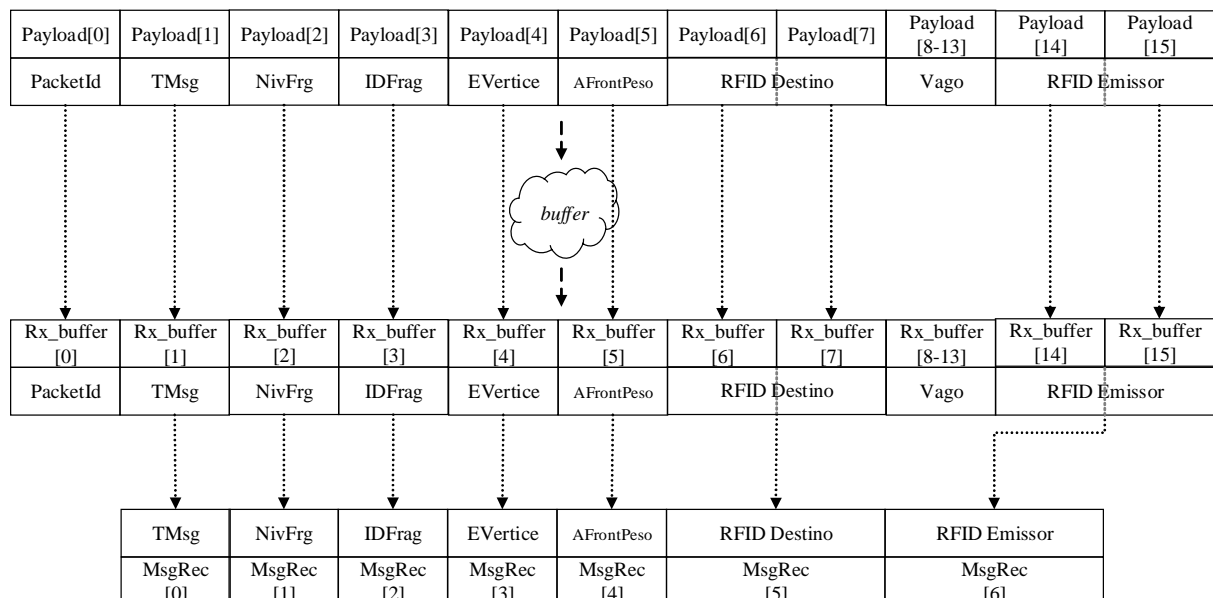 Payload[0] Payload[1] Payload[2] Payload[3] Payload[4] Payload[5] Payload[6] Payload[7] Payload [8-13] Payload [14] Payload [15]
PacketId TMsg NivFrg IDFrag EVertice AFrontPeso RFID Destino Vago RFID Emissor
buffer
Rx_buffer Rx_buffer Rx_buffer Rx_buffer Rx_buffer Rx_buffer Rx_buffer Rx_buffer Rx_buffer Rx_buffer Rx_buffer
[0] [1] [2] [3] [4] [5] [6] [7] [8-13] [14] [15]
PacketId TMsg NivFrg IDFrag EVertice AFrontPeso RFID Destino Vago RFID Emissor
TMsg NivFrg IDFrag EVertice AFrontPeso RFID Destino RFID Emissor
MsgRec MsgRec MsgRec MsgRec MsgRec MsgRec MsgRec
[0] [1] [2] [3] [4] [5] [6]